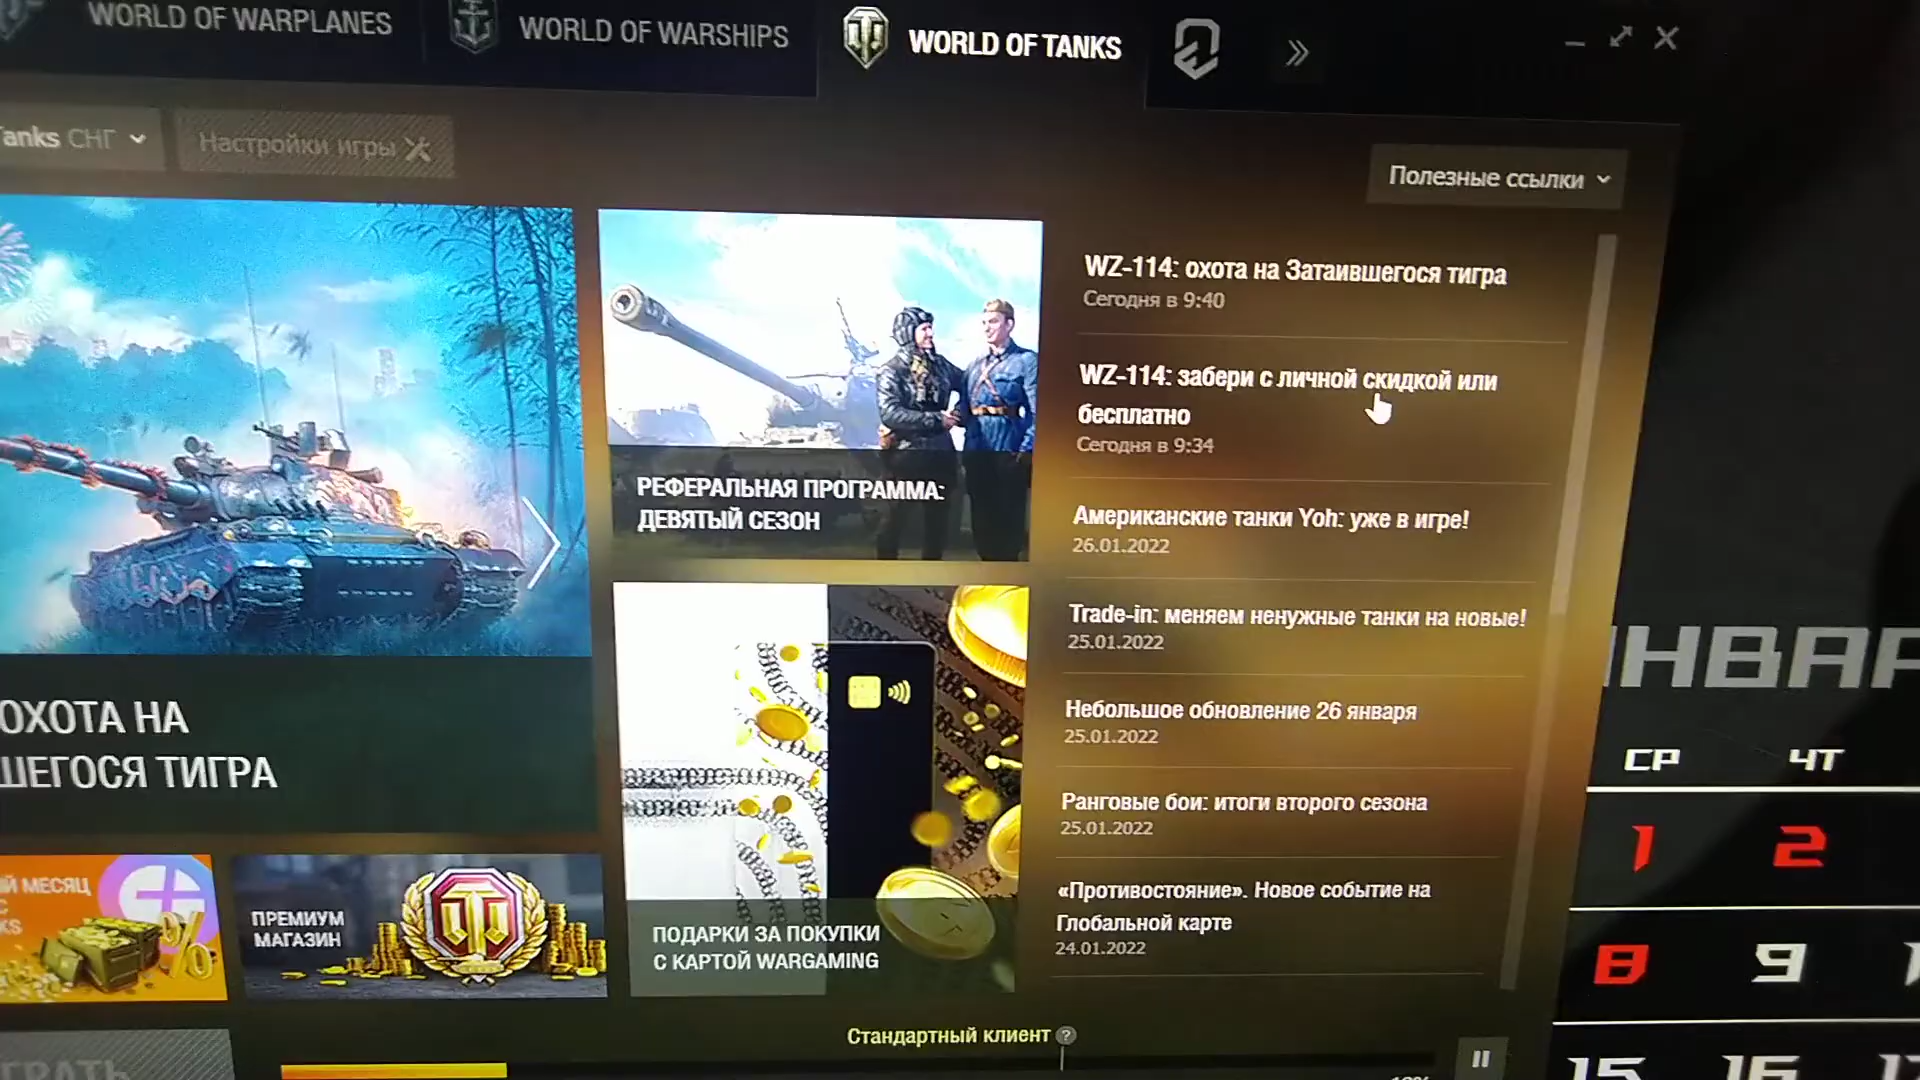 WORLD OF WARPLANES
WORLD OF WARSHIPS
WORLD OF TANKS
Tanks СНГ
Настройки игры
Полезные ссылки
WZ-114: охота на Затаившегося тигра
Сегодня в 9:40
WZ-114: забери с личной скидкой или
бесплатно
Сегодня в 9:34
Американские танки Yoh: уже в игре!
26.01.2022
Trade-in: меняем ненужные танки на новые!
25.01.2022
Небольшое обновление 26 января
25.01.2022
Ранговые бои: итоги второго сезона
25.01.2022
«Противостояние». Новое событие на
Глобальной карте
24.01.2022
РЕФЕРАЛЬНАЯ ПРОГРАММА:
ДЕВЯТЫЙ СЕЗОН
ОХОТА НА
ШЕГОСЯ ТИГРА
МЕСЯЦ
ПРЕМИУМ
МАГАЗИН
ПОДАРКИ ЗА ПОКУПКИ
С КАРТОЙ WARGAMING
Стандартный клиент ?
НВАР
СР ЧТ
1 2
8 9 1
15 16 17